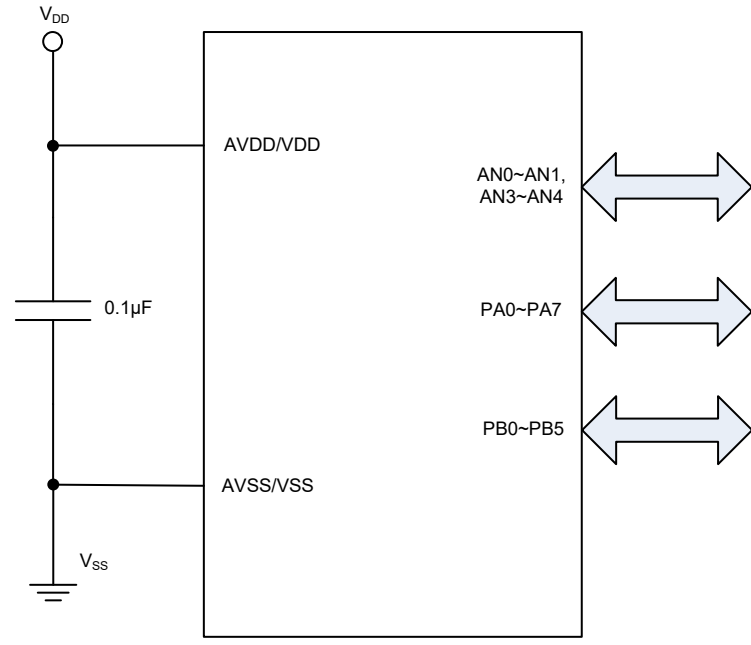 VDD
AVDD/VDD
AN0~AN1,
AN3~AN4
0.1µF
PA0~PA7
PB0~PB5
AVSS/VSS
VSS